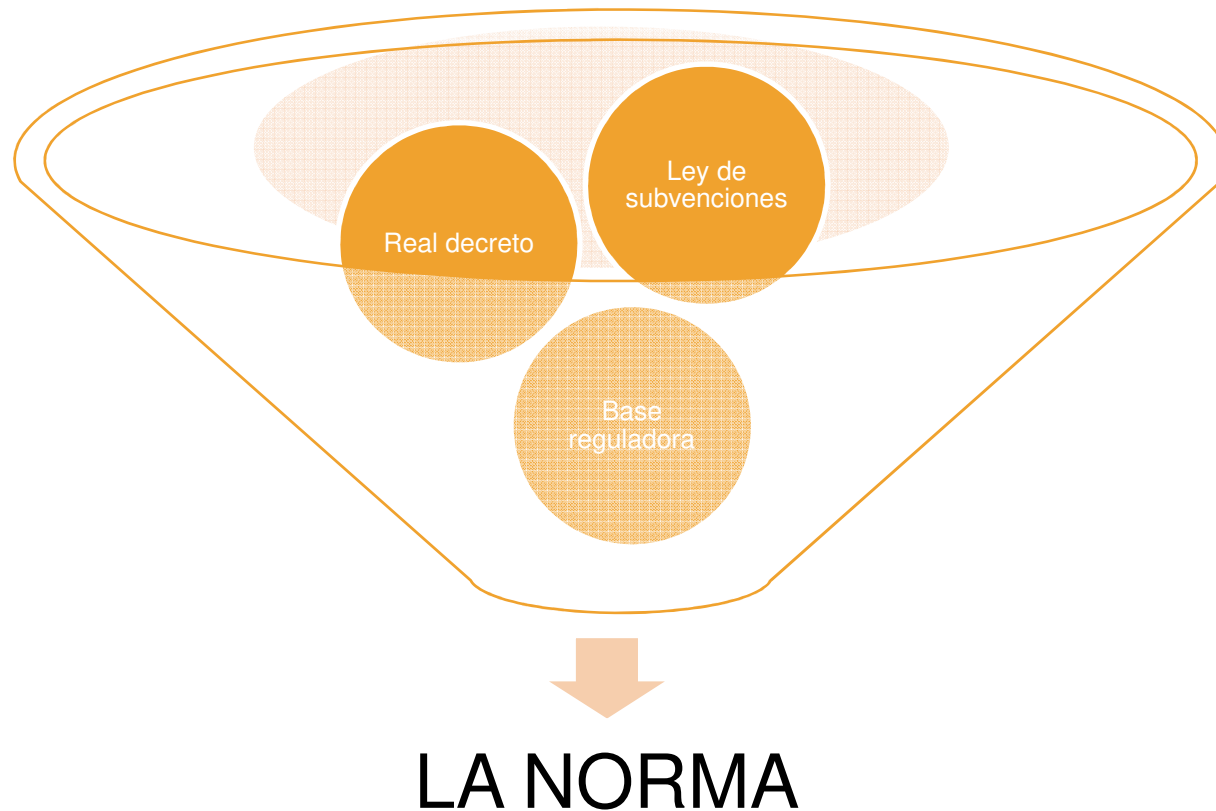 Ley de
subvenciones
Real decreto
Base
reguladora
LA NORMA